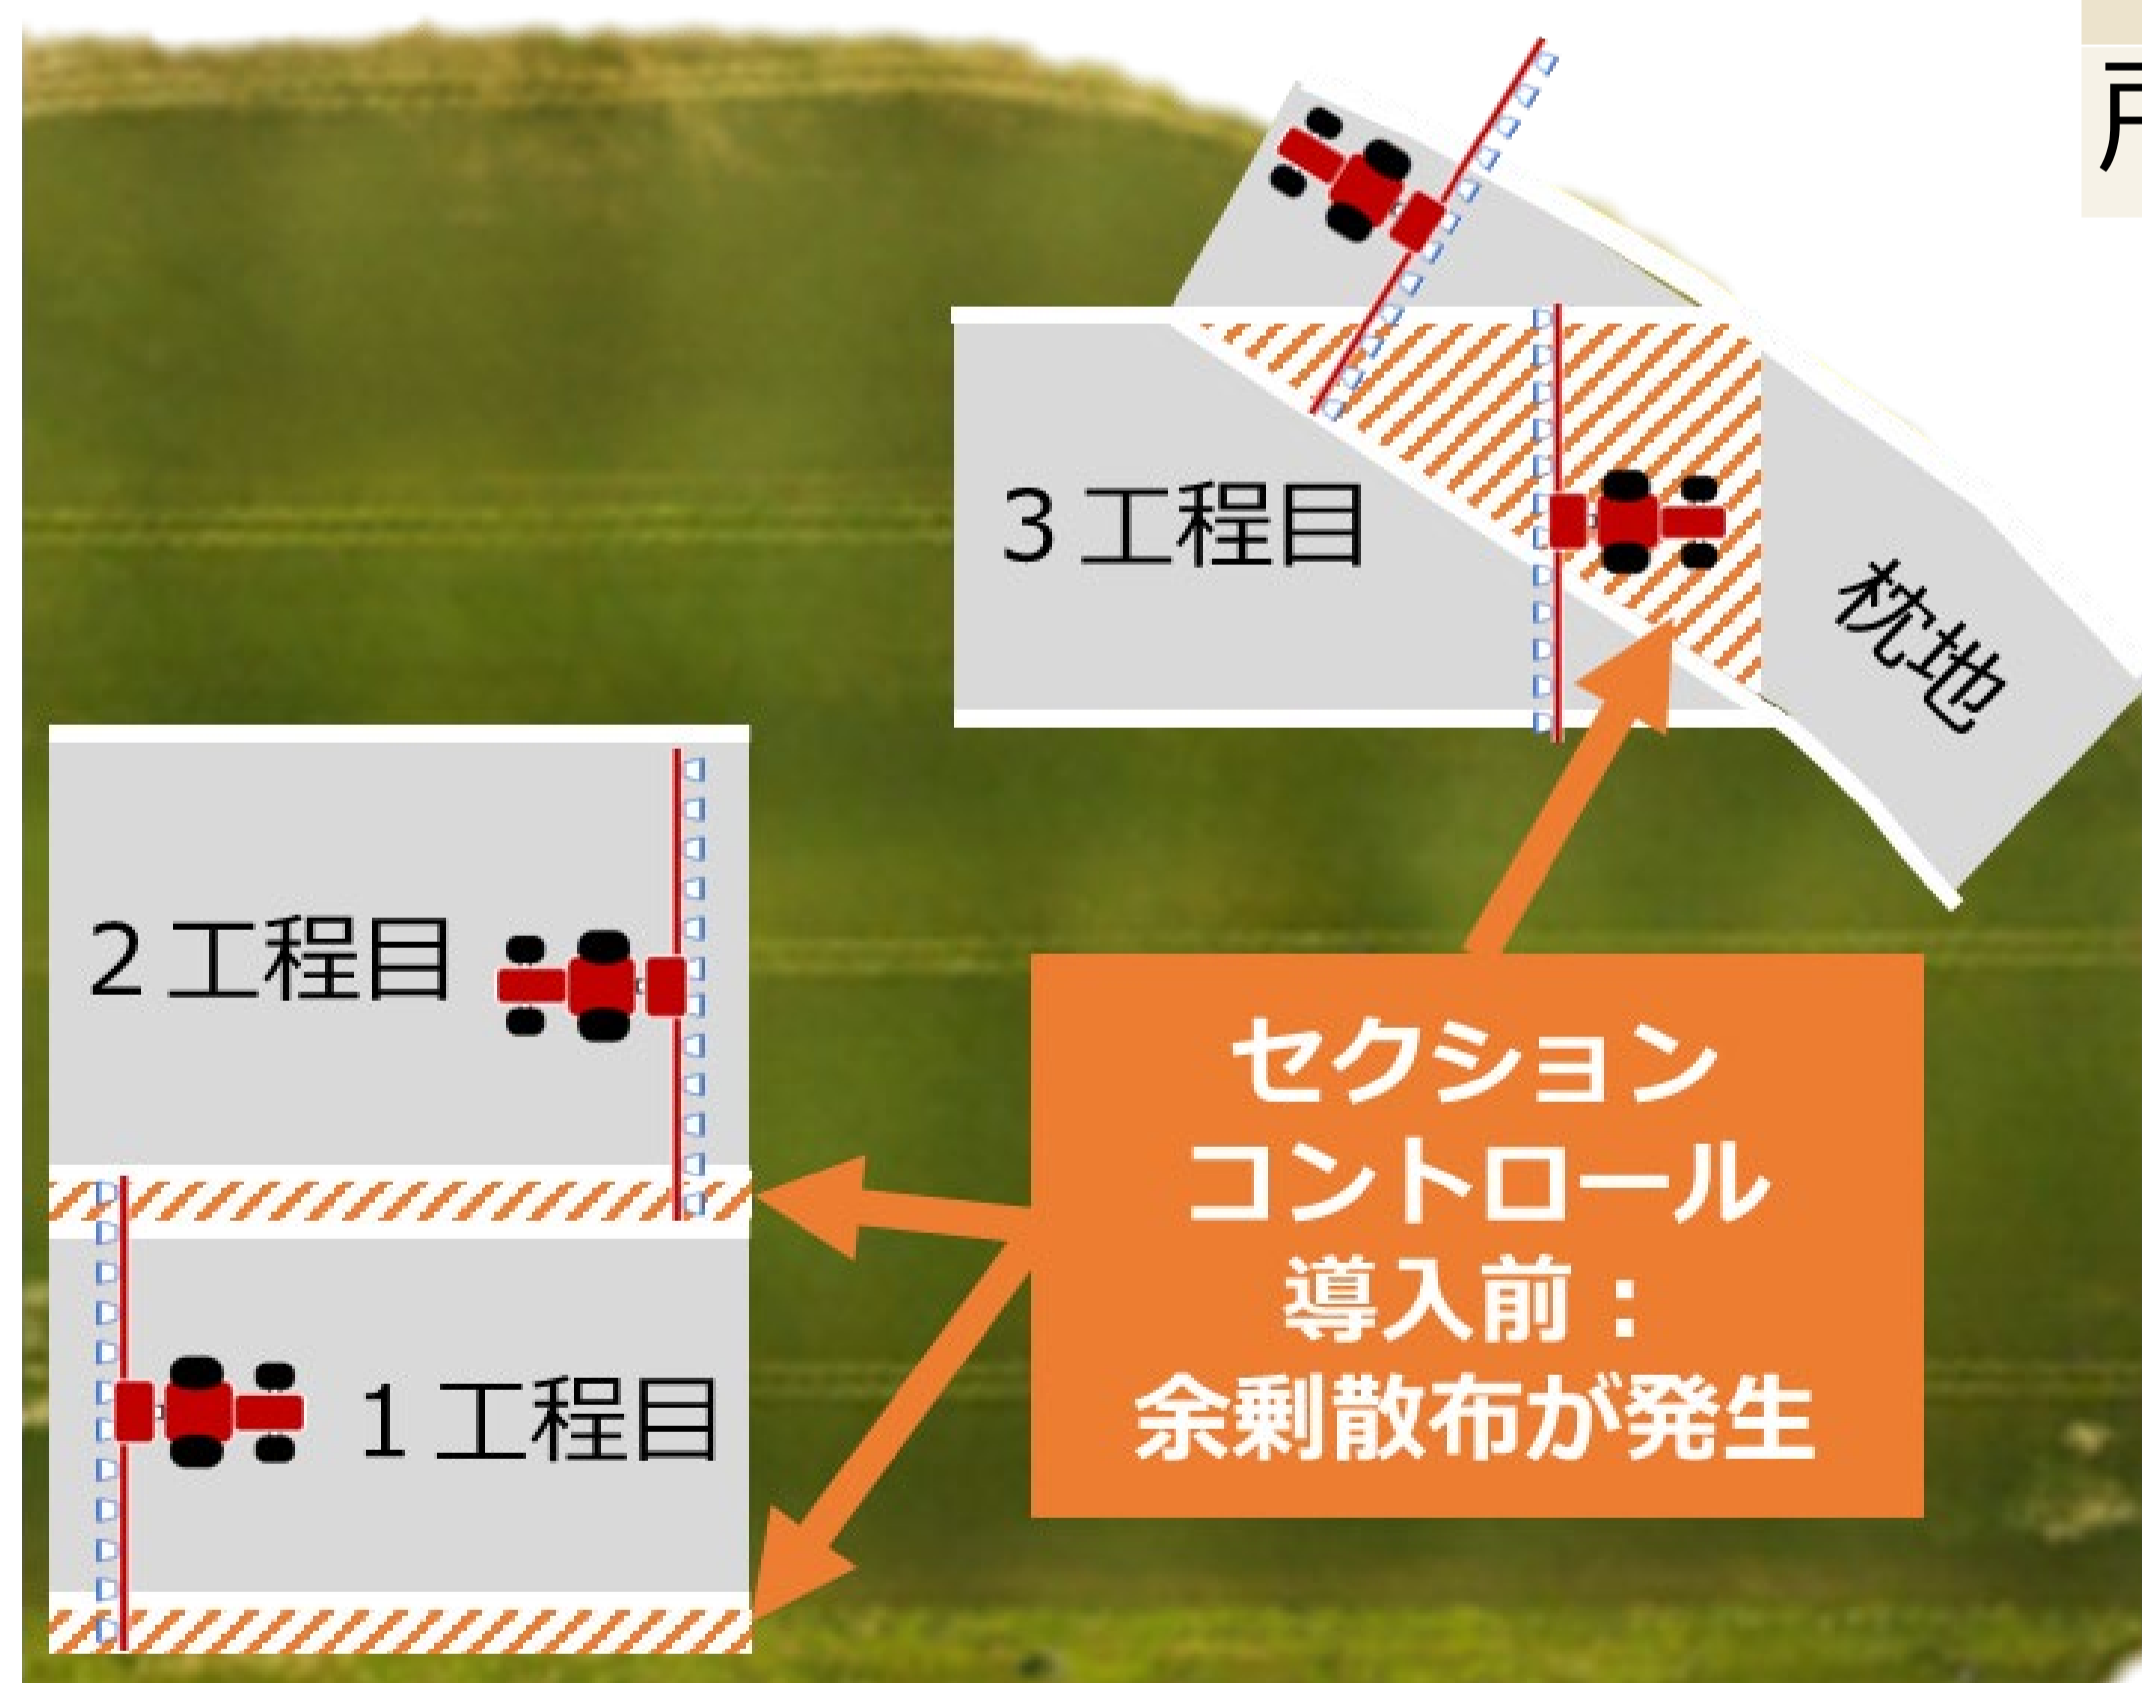 3工程目
枕地
2工程目
1工程目
セクション
コントロール
導入前：
余剰散布が発生